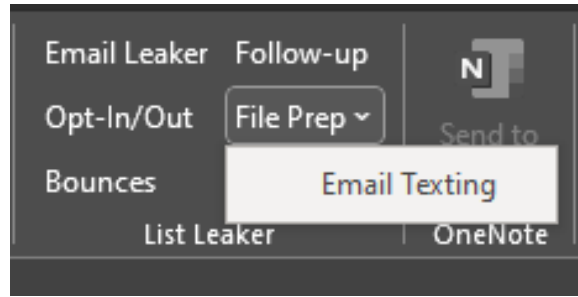 Email Leaker Follow-up
Opt-In/Out File Prep
Send to
Bounces Email Texting
List Leaker OneNote